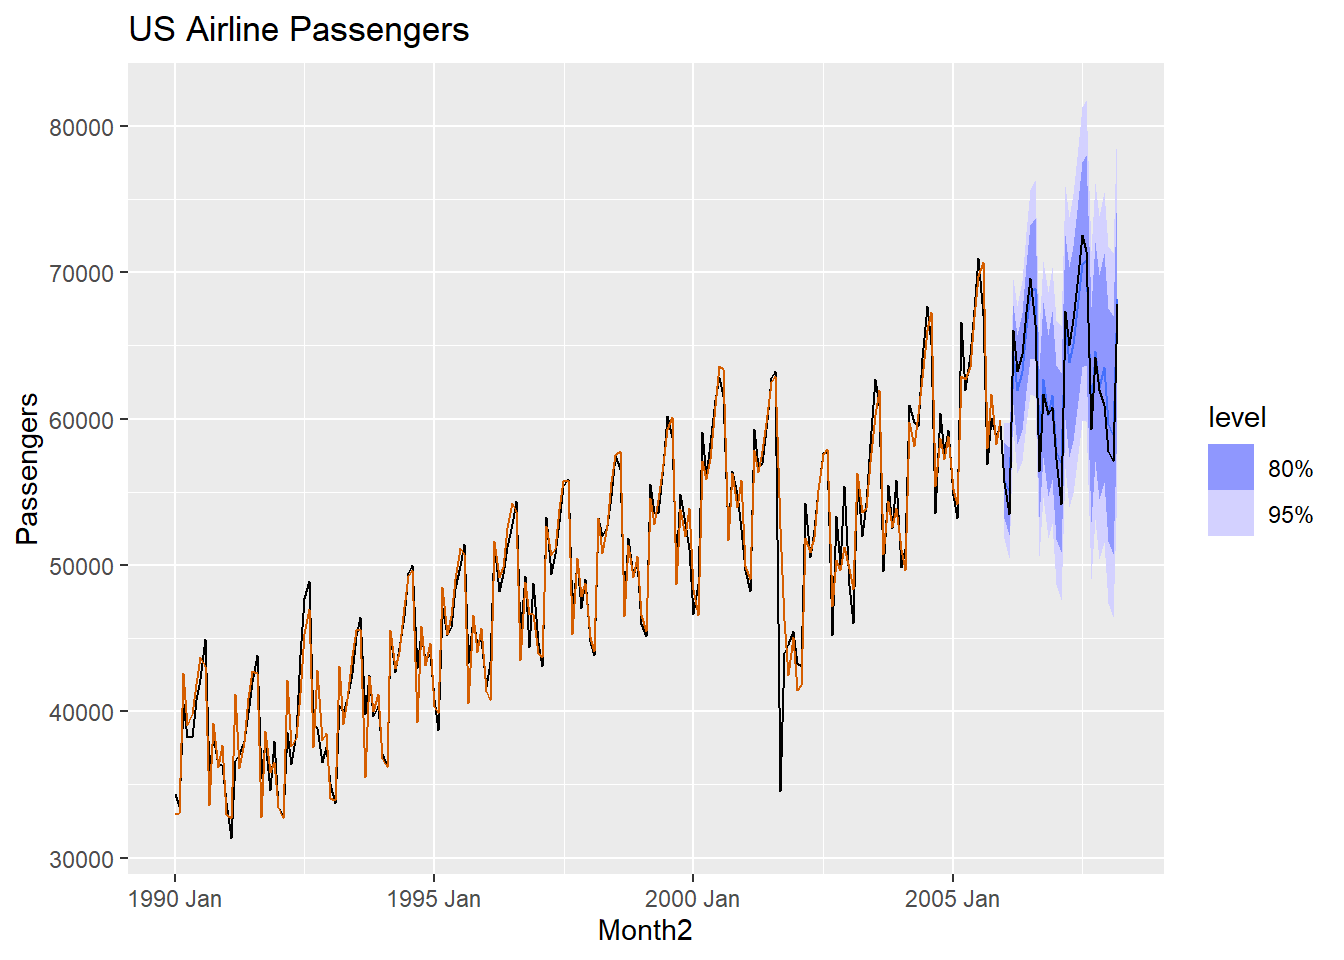 US Airline Passengers
80000
70000
60000
50000
40000
30000
Passengers
1990 Jan
1995 Jan
2000 Jan
2005 Jan
Month2
level
80%
95%